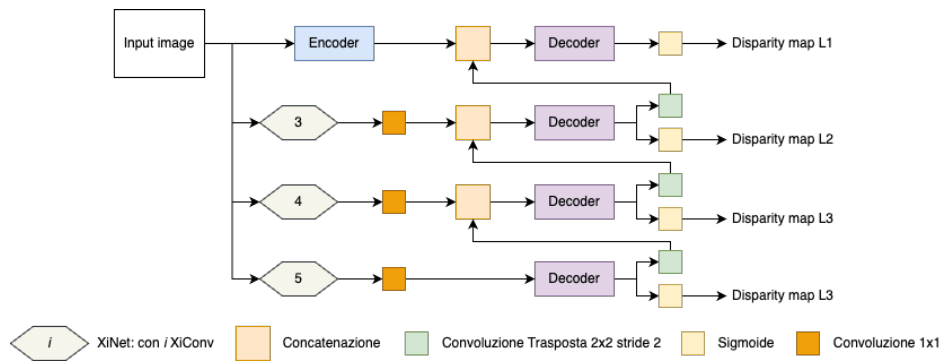 Input image
Encoder
Decoder
Disparity map L1
3
Decoder
Disparity map L2
4
Decoder
Disparity map L3
5
Decoder
Disparity map L3
i XiNet: con i XiConv
Concatenazione
Convoluzione Trasposta 2x2 stride 2
Sigmoide
Convoluzione 1x1